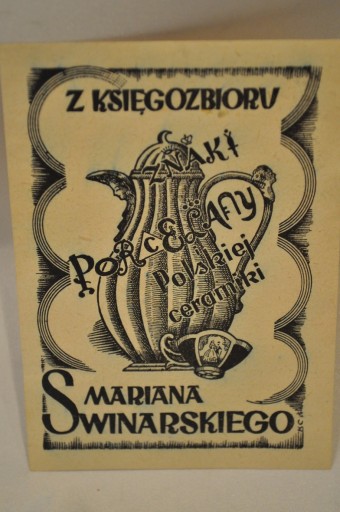 Z KSIĘGOZBIORU
ZNAKI
PORCELANY
Polskiej
ceramiki
MARIANA
SWINARSKIEGO